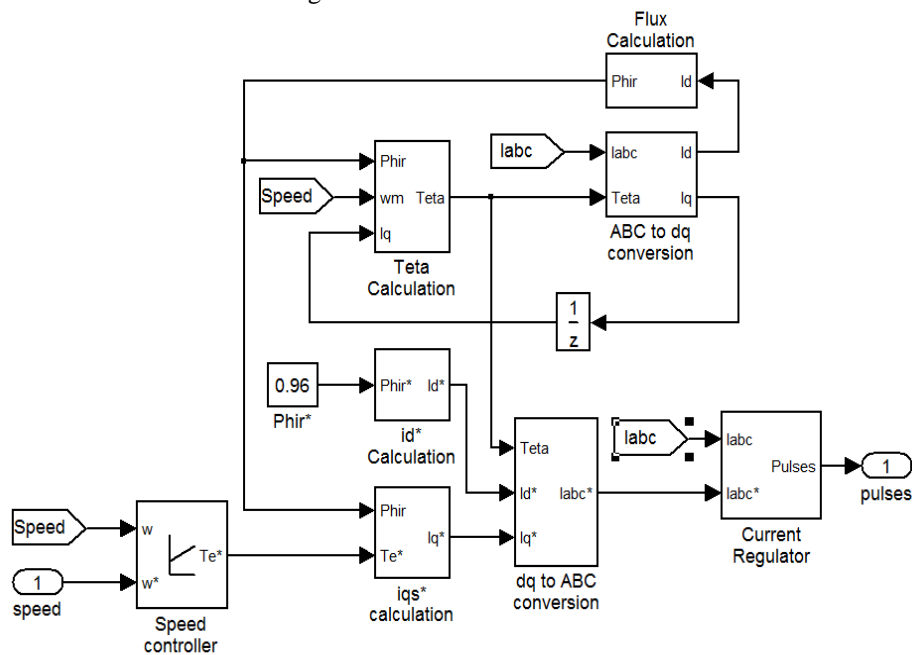 Flux
Calculation
Phir Id
Iabc
Iabc Id
Teta Iq
ABC to dq
conversion
Speed
Phir
wm Teta
Iq
Teta
Calculation
1
z
0.96
Phir*
Phir* Id*
id*
Calculation
Iabc
Iabc
Pulses
Iabc*
Current
Regulator
1
pulses
Teta
Id* Iabc*
Iq*
dq to ABC
conversion
Phir
Iq*
Te*
iqs*
calculation
Speed
1
speed
w
Te*
w*
Speed
controller